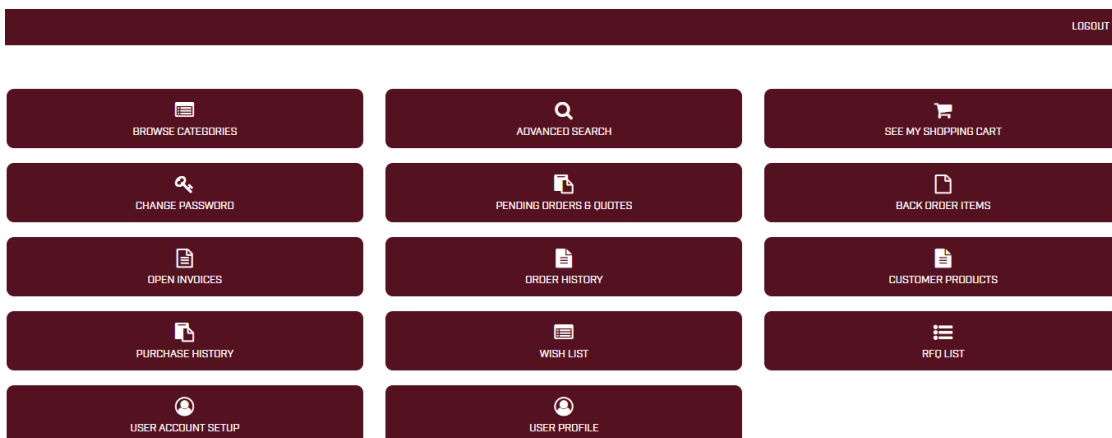 LOGOUT
BROWSE CATEGORIES
ADVANCED SEARCH
SEE MY SHOPPING CART
CHANGE PASSWORD
PENDING ORDERS & QUOTES
BACK ORDER ITEMS
OPEN INVOICES
ORDER HISTORY
CUSTOMER PRODUCTS
PURCHASE HISTORY
WISH LIST
RFQ LIST
USER ACCOUNT SETUP
USER PROFILE